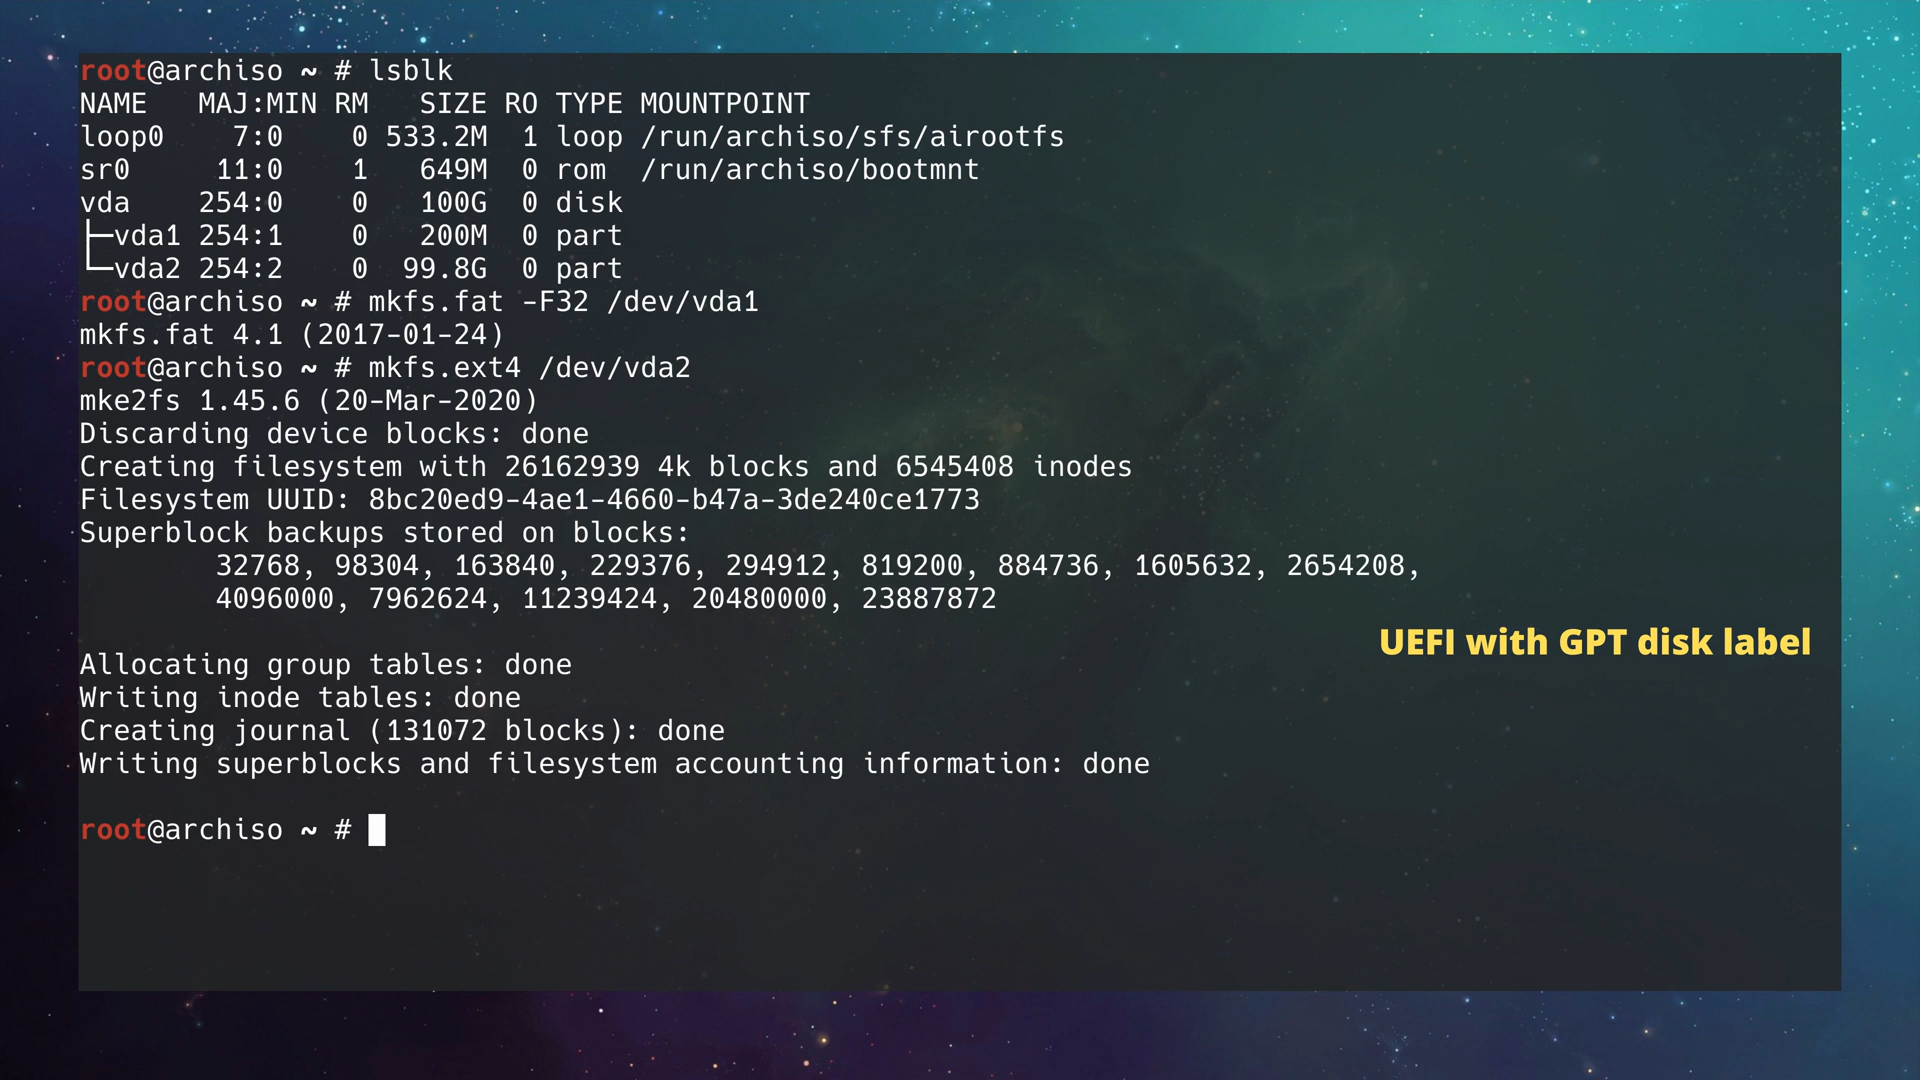 root@archiso ~ # lsblk
NAME   MAJ:MIN RM   SIZE RO TYPE MOUNTPOINT
loop0    7:0    0 533.2M  1 loop /run/archiso/sfs/airootfs
sr0     11:0    1   649M  0 rom  /run/archiso/bootmnt
vda    254:0    0   100G  0 disk
├─vda1 254:1    0   200M  0 part
└─vda2 254:2    0  99.8G  0 part
root@archiso ~ # mkfs.fat -F32 /dev/vda1
mkfs.fat 4.1 (2017-01-24)
root@archiso ~ # mkfs.ext4 /dev/vda2
mke2fs 1.45.6 (20-Mar-2020)
Discarding device blocks: done
Creating filesystem with 26162939 4k blocks and 6545408 inodes
Filesystem UUID: 8bc20ed9-4ae1-4660-b47a-3de240ce1773
Superblock backups stored on blocks:
        32768, 98304, 163840, 229376, 294912, 819200, 884736, 1605632, 2654208,
        4096000, 7962624, 11239424, 20480000, 23887872
UEFI with GPT disk label
Allocating group tables: done
Writing inode tables: done
Creating journal (131072 blocks): done
Writing superblocks and filesystem accounting information: done
root@archiso ~ #